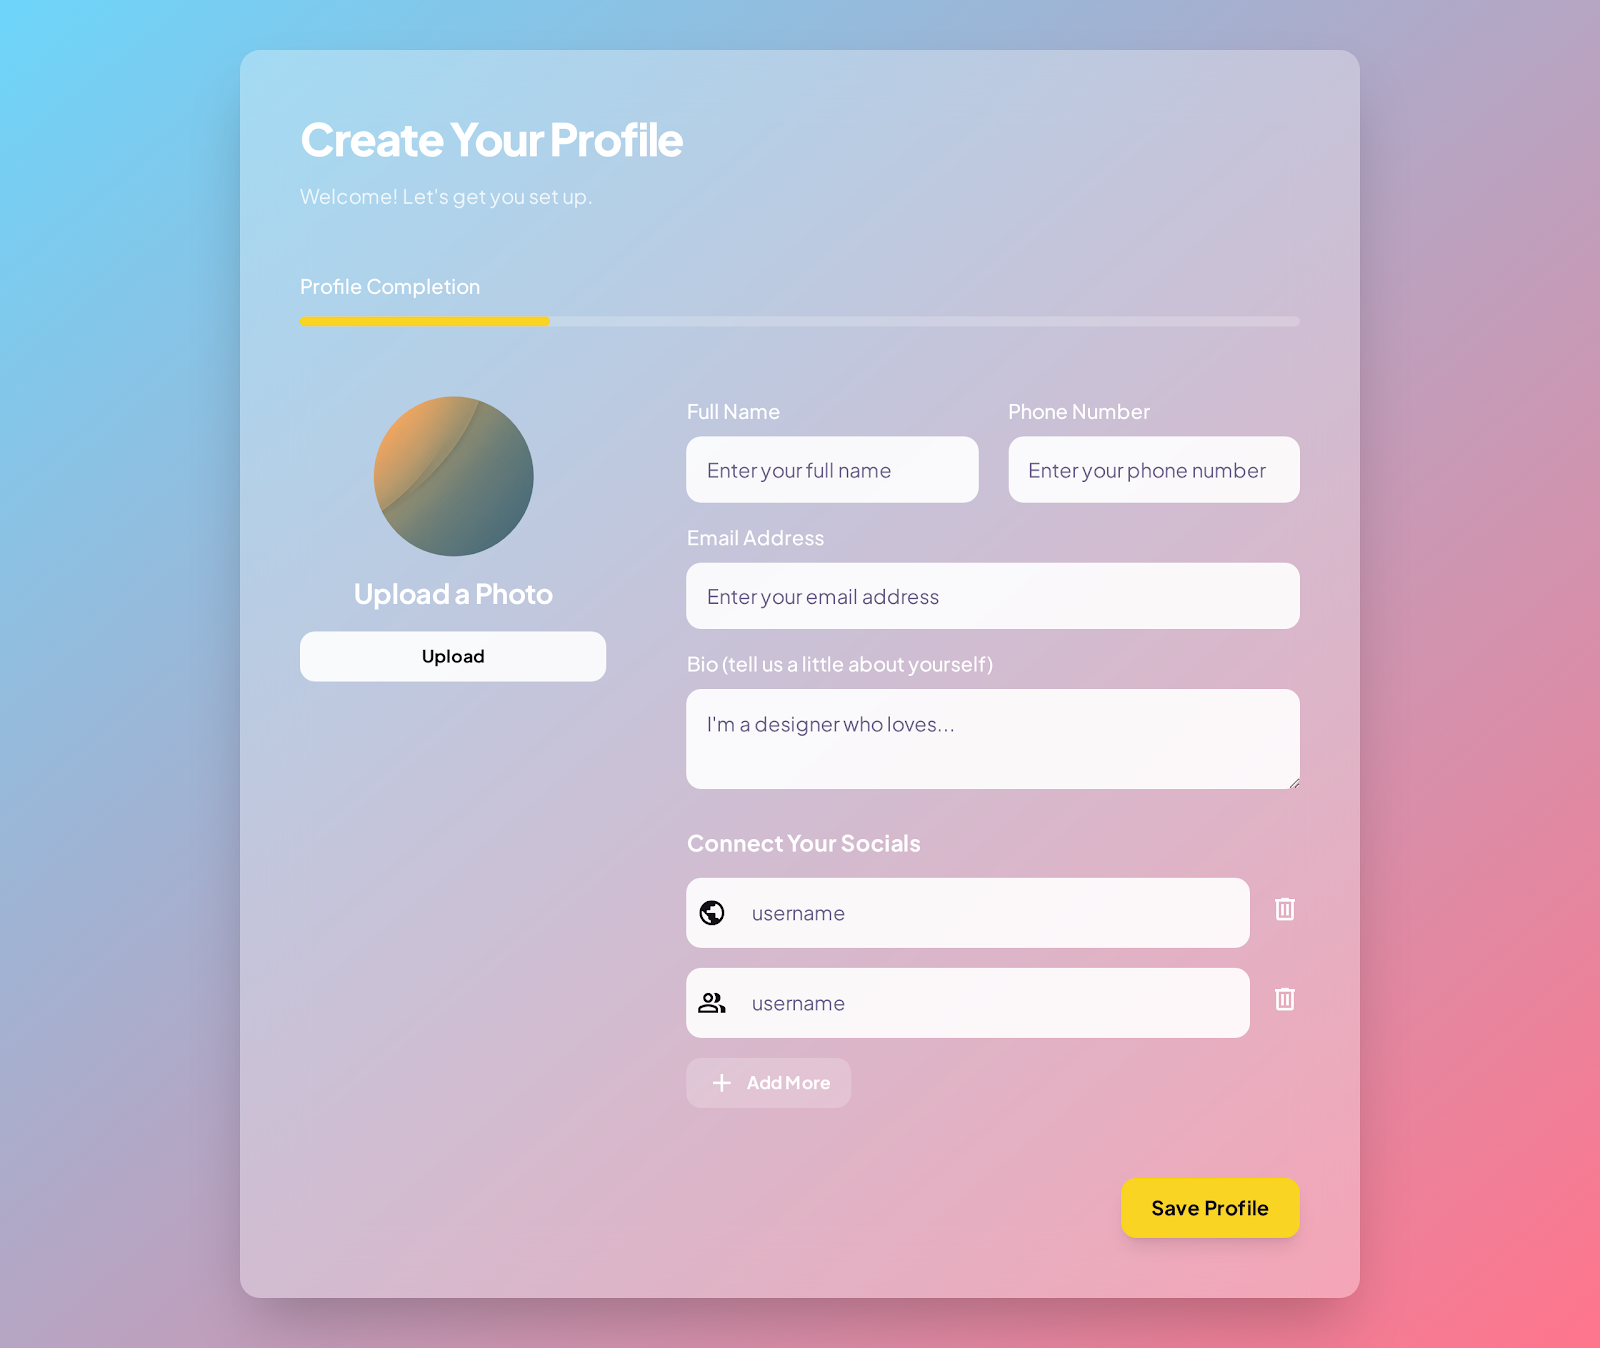 Create Your Profile
Welcome! Let's get you set up.
Profile Completion
Upload a Photo
Upload
Full Name
Phone Number
Enter your full name
Enter your phone number
Email Address
Enter your email address
Bio (tell us a little about yourself)
I'm a designer who loves...
Connect Your Socials
username
username
Add More
Save Profile